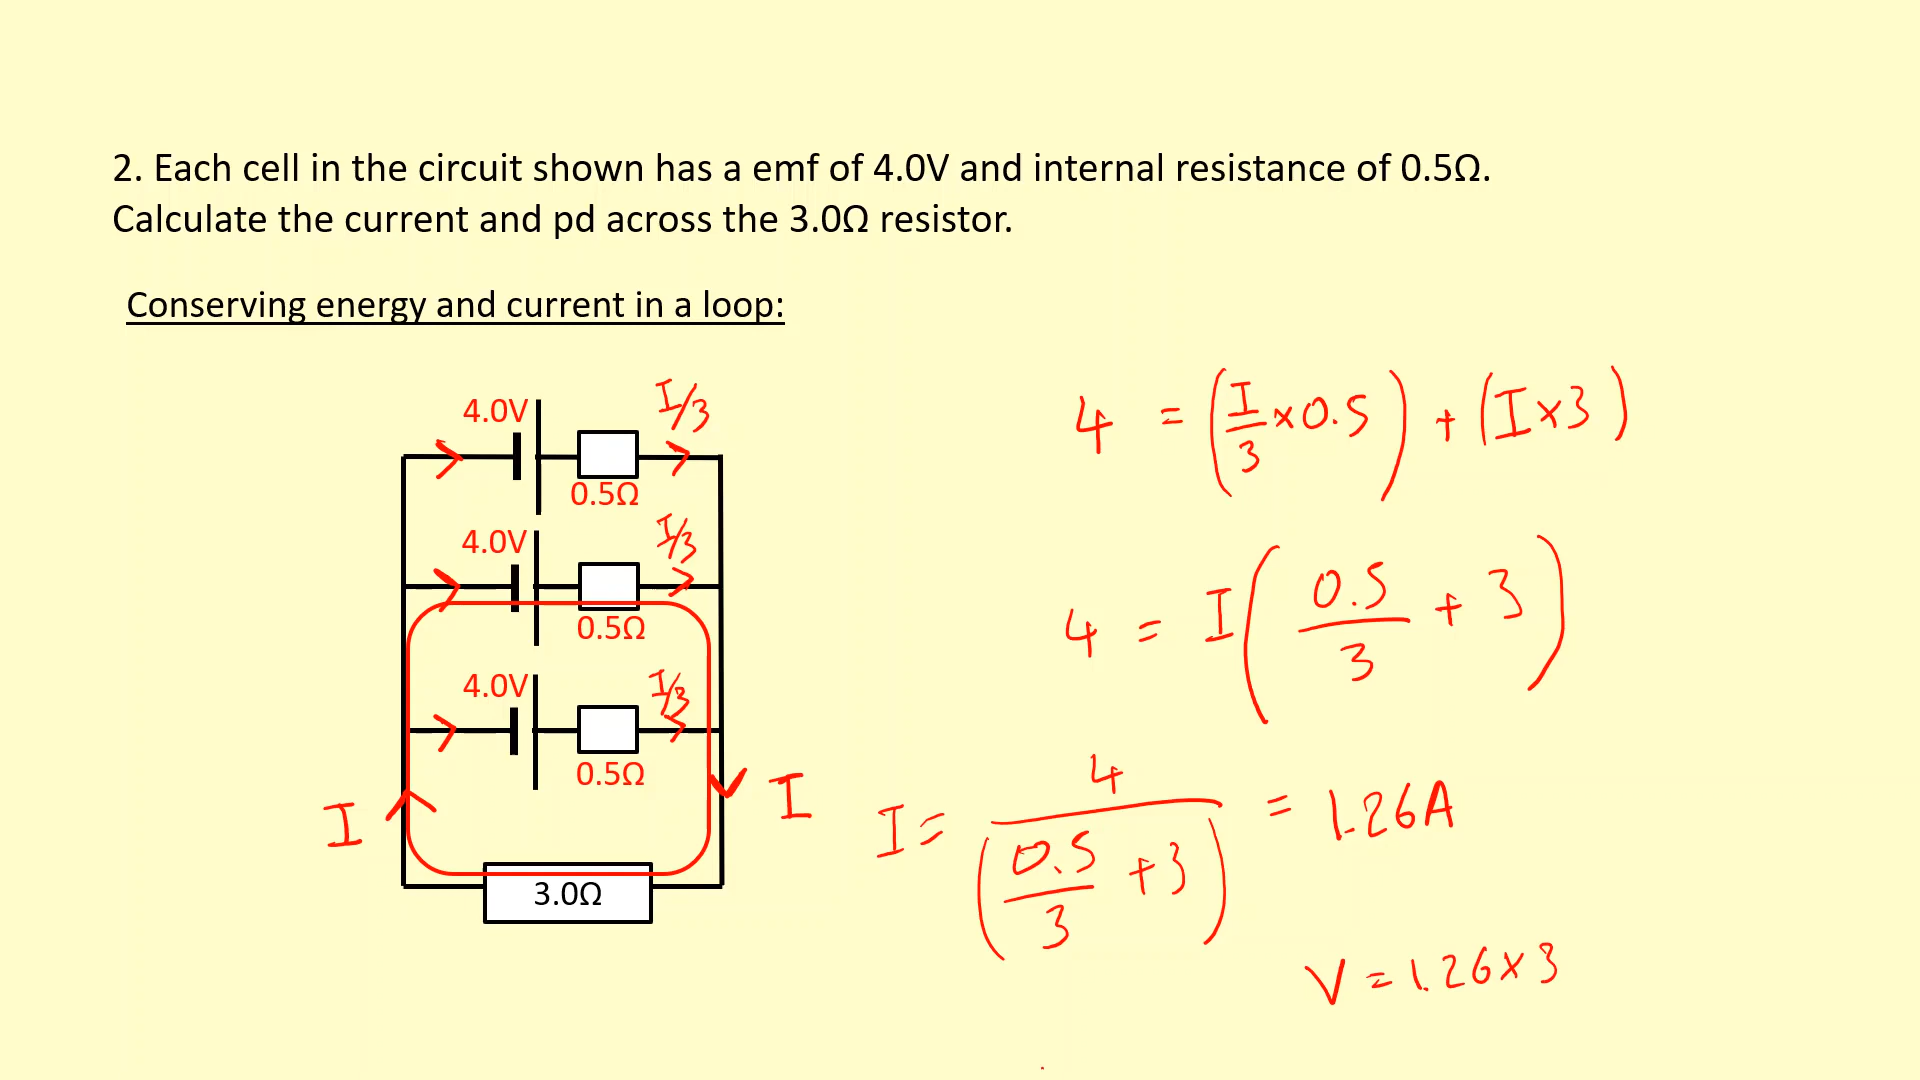 2. Each cell in the circuit shown has a emf of 4.0V and internal resistance of 0.5Ω.
Calculate the current and pd across the 3.0Ω resistor.
Conserving energy and current in a loop:
4.0V
I/3
0.5Ω
4.0V
I/3
0.5Ω
4.0V
I/3
0.5Ω
I
I
3.0Ω
4 = (I/3 × 0.5) + (I × 3)
4 = I(0.5/3 + 3)
I = 4/(0.5/3 + 3) = 1.26A
V = 1.26 × 3